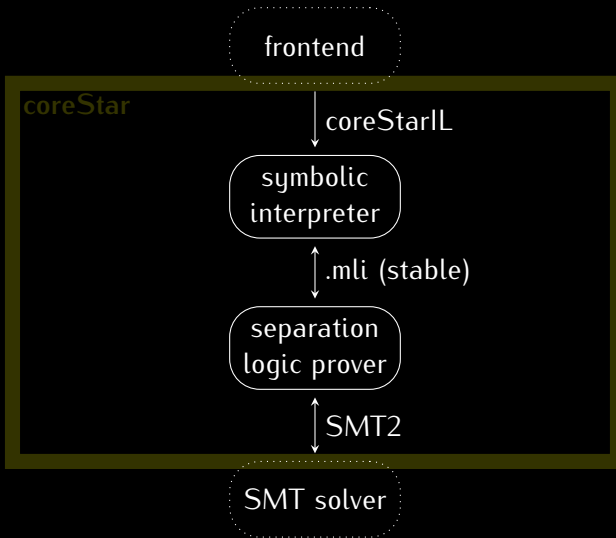 frontend
coreStar
coreStarIL
symbolic
interpreter
.mli (stable)
separation
logic prover
SMT2
SMT solver